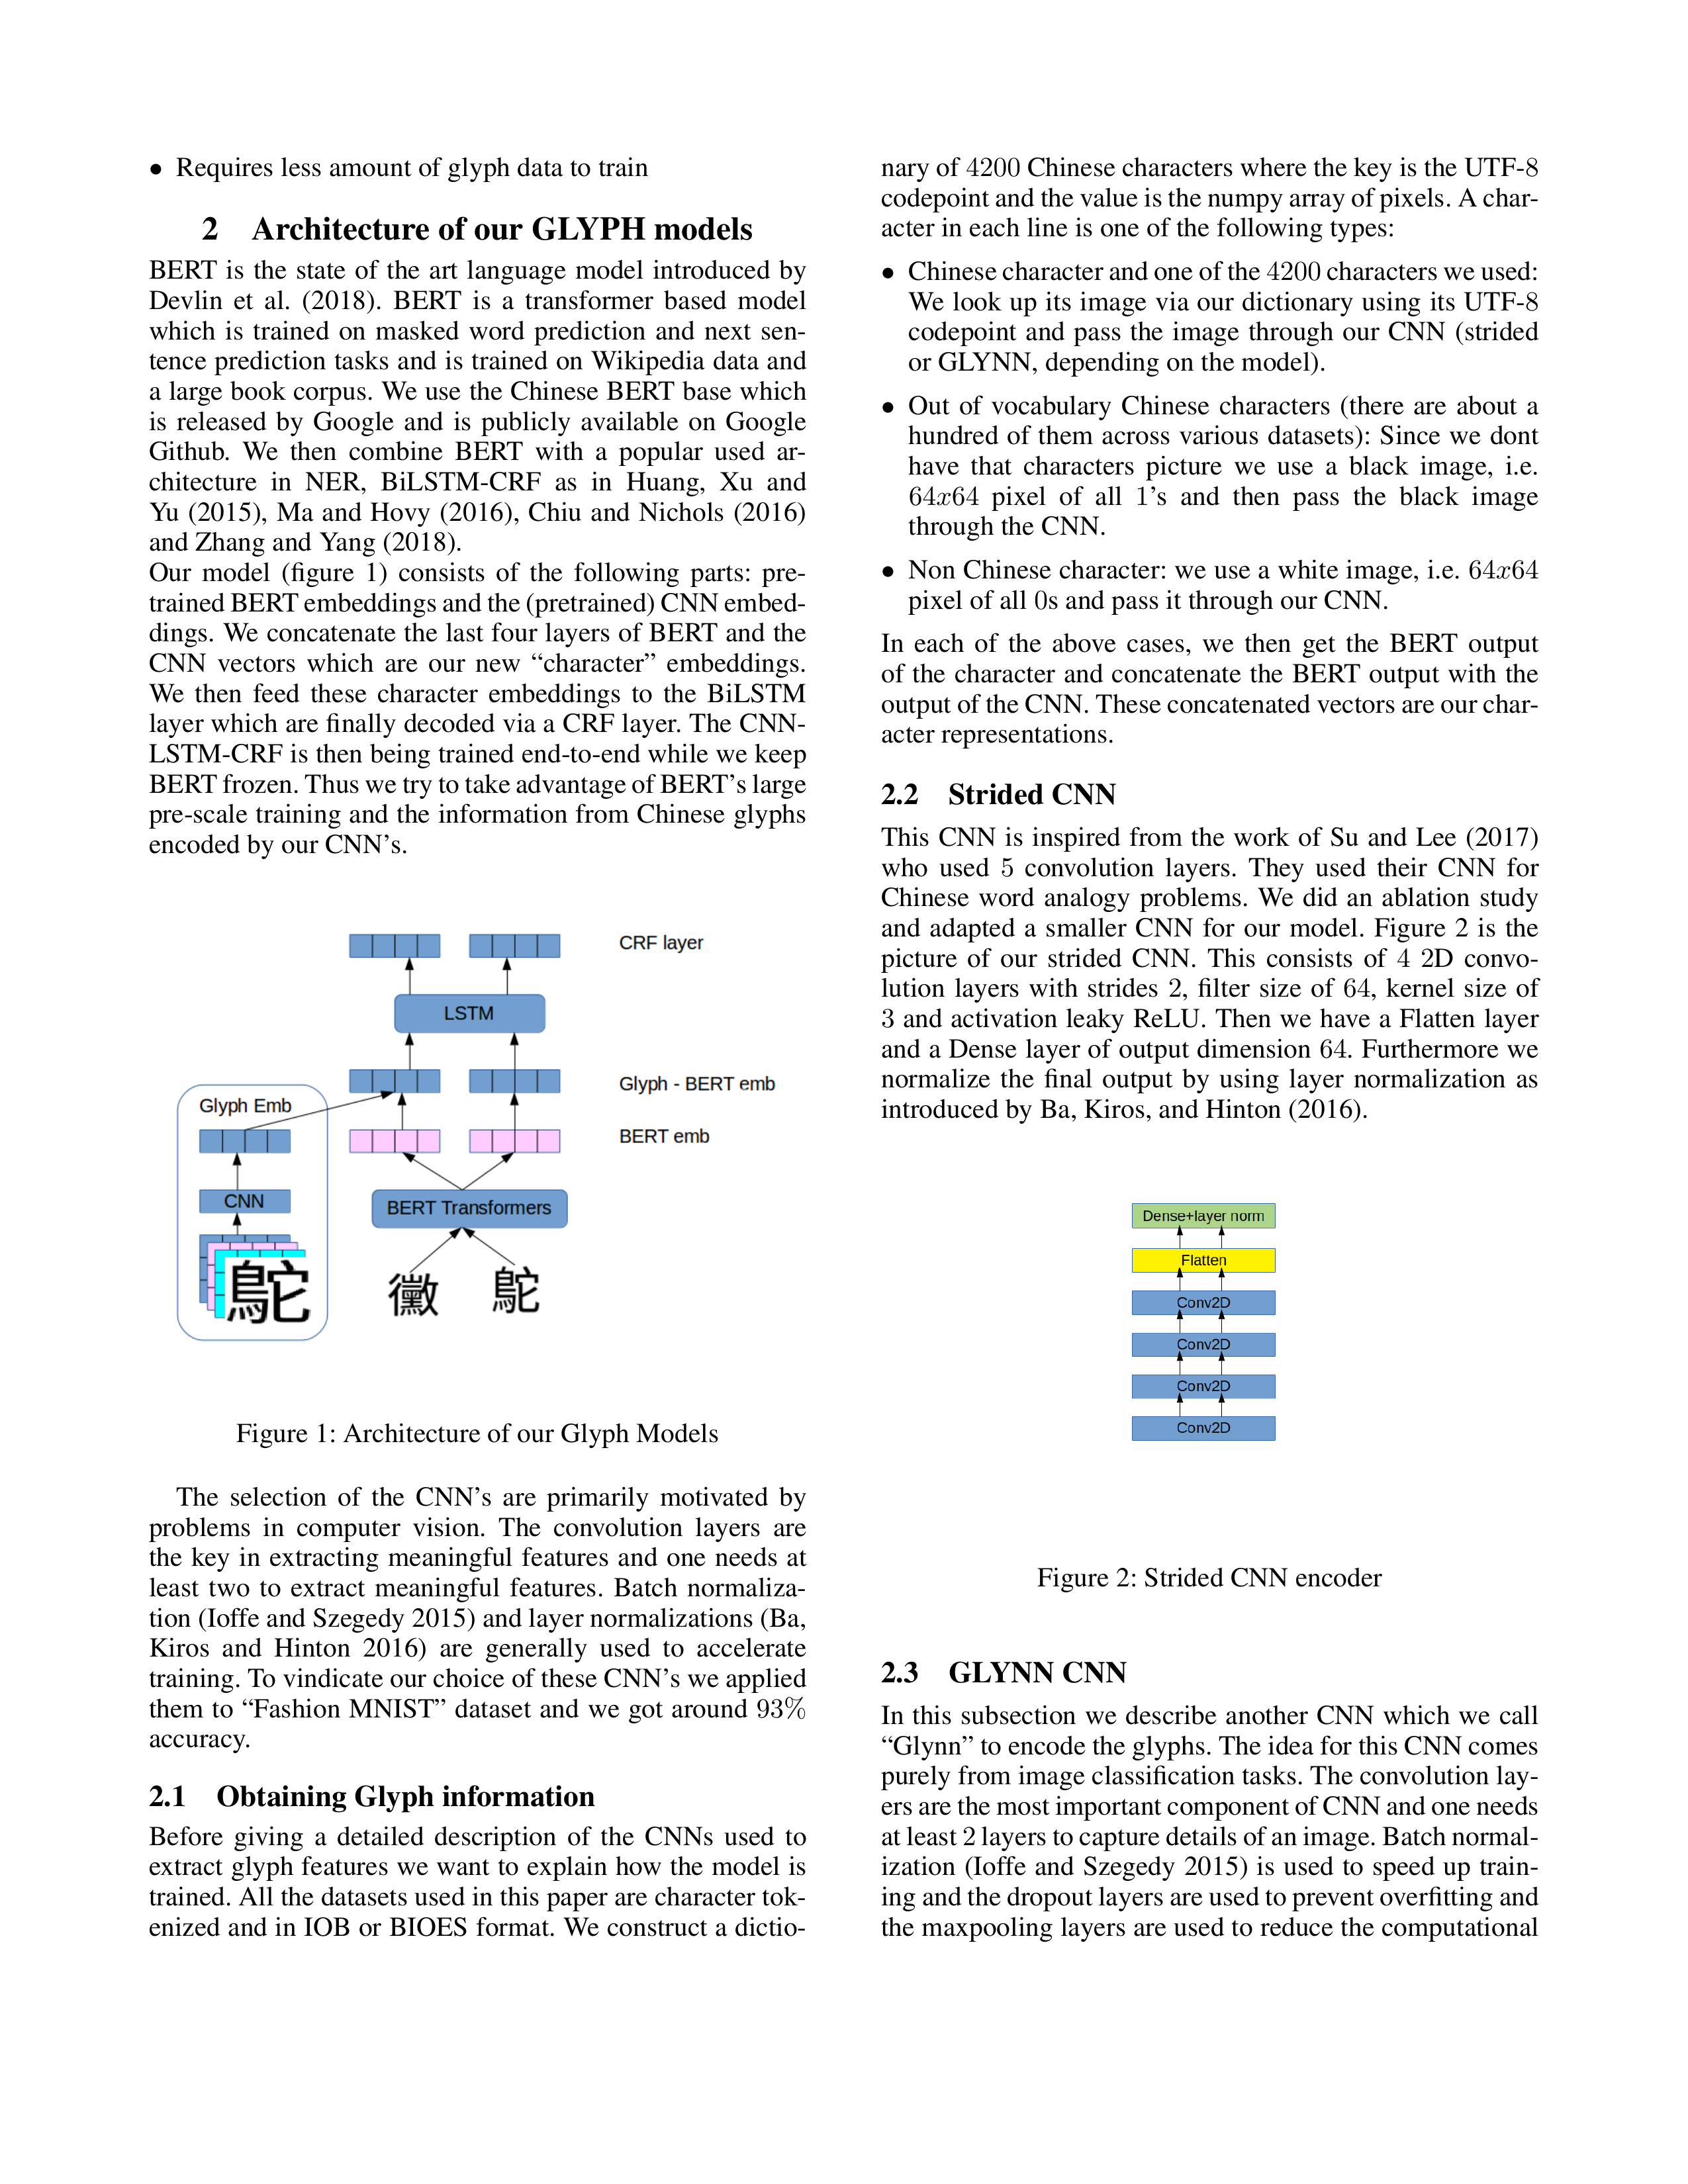 • Requires less amount of glyph data to train
2 Architecture of our GLYPH models
BERT is the state of the art language model introduced by
Devlin et al. (2018). BERT is a transformer based model
which is trained on masked word prediction and next sen-
tence prediction tasks and is trained on Wikipedia data and
a large book corpus. We use the Chinese BERT base which
is released by Google and is publicly available on Google
Github. We then combine BERT with a popular used ar-
chitecture in NER, BiLSTM-CRF as in Huang, Xu and
Yu (2015), Ma and Hovy (2016), Chiu and Nichols (2016)
and Zhang and Yang (2018).
Our model (figure 1) consists of the following parts: pre-
trained BERT embeddings and the (pretrained) CNN embed-
dings. We concatenate the last four layers of BERT and the
CNN vectors which are our new “character” embeddings.
We then feed these character embeddings to the BiLSTM
layer which are finally decoded via a CRF layer. The CNN-
LSTM-CRF is then being trained end-to-end while we keep
BERT frozen. Thus we try to take advantage of BERT’s large
pre-scale training and the information from Chinese glyphs
encoded by our CNN’s.
CRF layer
LSTM
Glyph - BERT emb
Glyph Emb
BERT emb
CNN
BERT Transformers
鴕
黴 鴕
Figure 1: Architecture of our Glyph Models
The selection of the CNN’s are primarily motivated by
problems in computer vision. The convolution layers are
the key in extracting meaningful features and one needs at
least two to extract meaningful features. Batch normaliza-
tion (Ioffe and Szegedy 2015) and layer normalizations (Ba,
Kiros and Hinton 2016) are generally used to accelerate
training. To vindicate our choice of these CNN’s we applied
them to “Fashion MNIST” dataset and we got around 93%
accuracy.
2.1 Obtaining Glyph information
Before giving a detailed description of the CNNs used to
extract glyph features we want to explain how the model is
trained. All the datasets used in this paper are character tok-
enized and in IOB or BIOES format. We construct a dictio-
nary of 4200 Chinese characters where the key is the UTF-8
codepoint and the value is the numpy array of pixels. A char-
acter in each line is one of the following types:
• Chinese character and one of the 4200 characters we used:
We look up its image via our dictionary using its UTF-8
codepoint and pass the image through our CNN (strided
or GLYNN, depending on the model).
• Out of vocabulary Chinese characters (there are about a
hundred of them across various datasets): Since we dont
have that characters picture we use a black image, i.e.
64x64 pixel of all 1’s and then pass the black image
through the CNN.
• Non Chinese character: we use a white image, i.e. 64x64
pixel of all 0s and pass it through our CNN.
In each of the above cases, we then get the BERT output
of the character and concatenate the BERT output with the
output of the CNN. These concatenated vectors are our char-
acter representations.
2.2 Strided CNN
This CNN is inspired from the work of Su and Lee (2017)
who used 5 convolution layers. They used their CNN for
Chinese word analogy problems. We did an ablation study
and adapted a smaller CNN for our model. Figure 2 is the
picture of our strided CNN. This consists of 4 2D convo-
lution layers with strides 2, filter size of 64, kernel size of
3 and activation leaky ReLU. Then we have a Flatten layer
and a Dense layer of output dimension 64. Furthermore we
normalize the final output by using layer normalization as
introduced by Ba, Kiros, and Hinton (2016).
Dense+layer norm
Flatten
Conv2D
Conv2D
Conv2D
Conv2D
Figure 2: Strided CNN encoder
2.3 GLYNN CNN
In this subsection we describe another CNN which we call
“Glynn” to encode the glyphs. The idea for this CNN comes
purely from image classification tasks. The convolution lay-
ers are the most important component of CNN and one needs
at least 2 layers to capture details of an image. Batch normal-
ization (Ioffe and Szegedy 2015) is used to speed up train-
ing and the dropout layers are used to prevent overfitting and
the maxpooling layers are used to reduce the computational